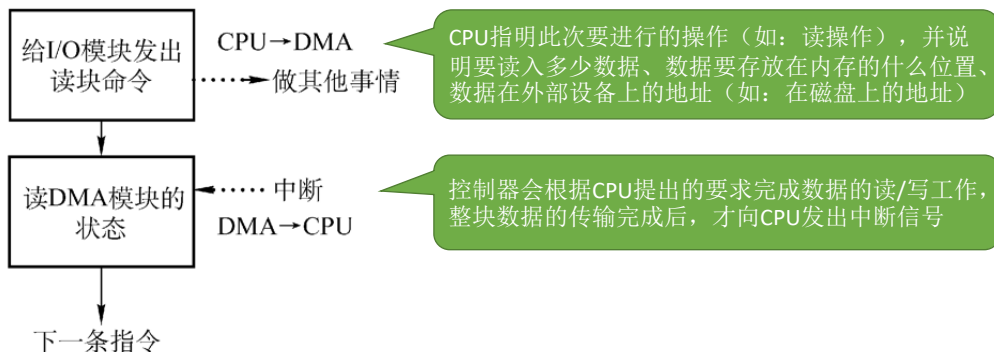 给I/O模块发出
读块命令
CPU→DMA
做其他事情
CPU指明此次要进行的操作（如：读操作），并说
明要读入多少数据、数据要存放在内存的什么位置、
数据在外部设备上的地址（如：在磁盘上的地址）
读DMA模块的
状态
中断
DMA→CPU
控制器会根据CPU提出的要求完成数据的读/写工作，
整块数据的传输完成后，才向CPU发出中断信号
下一条指令